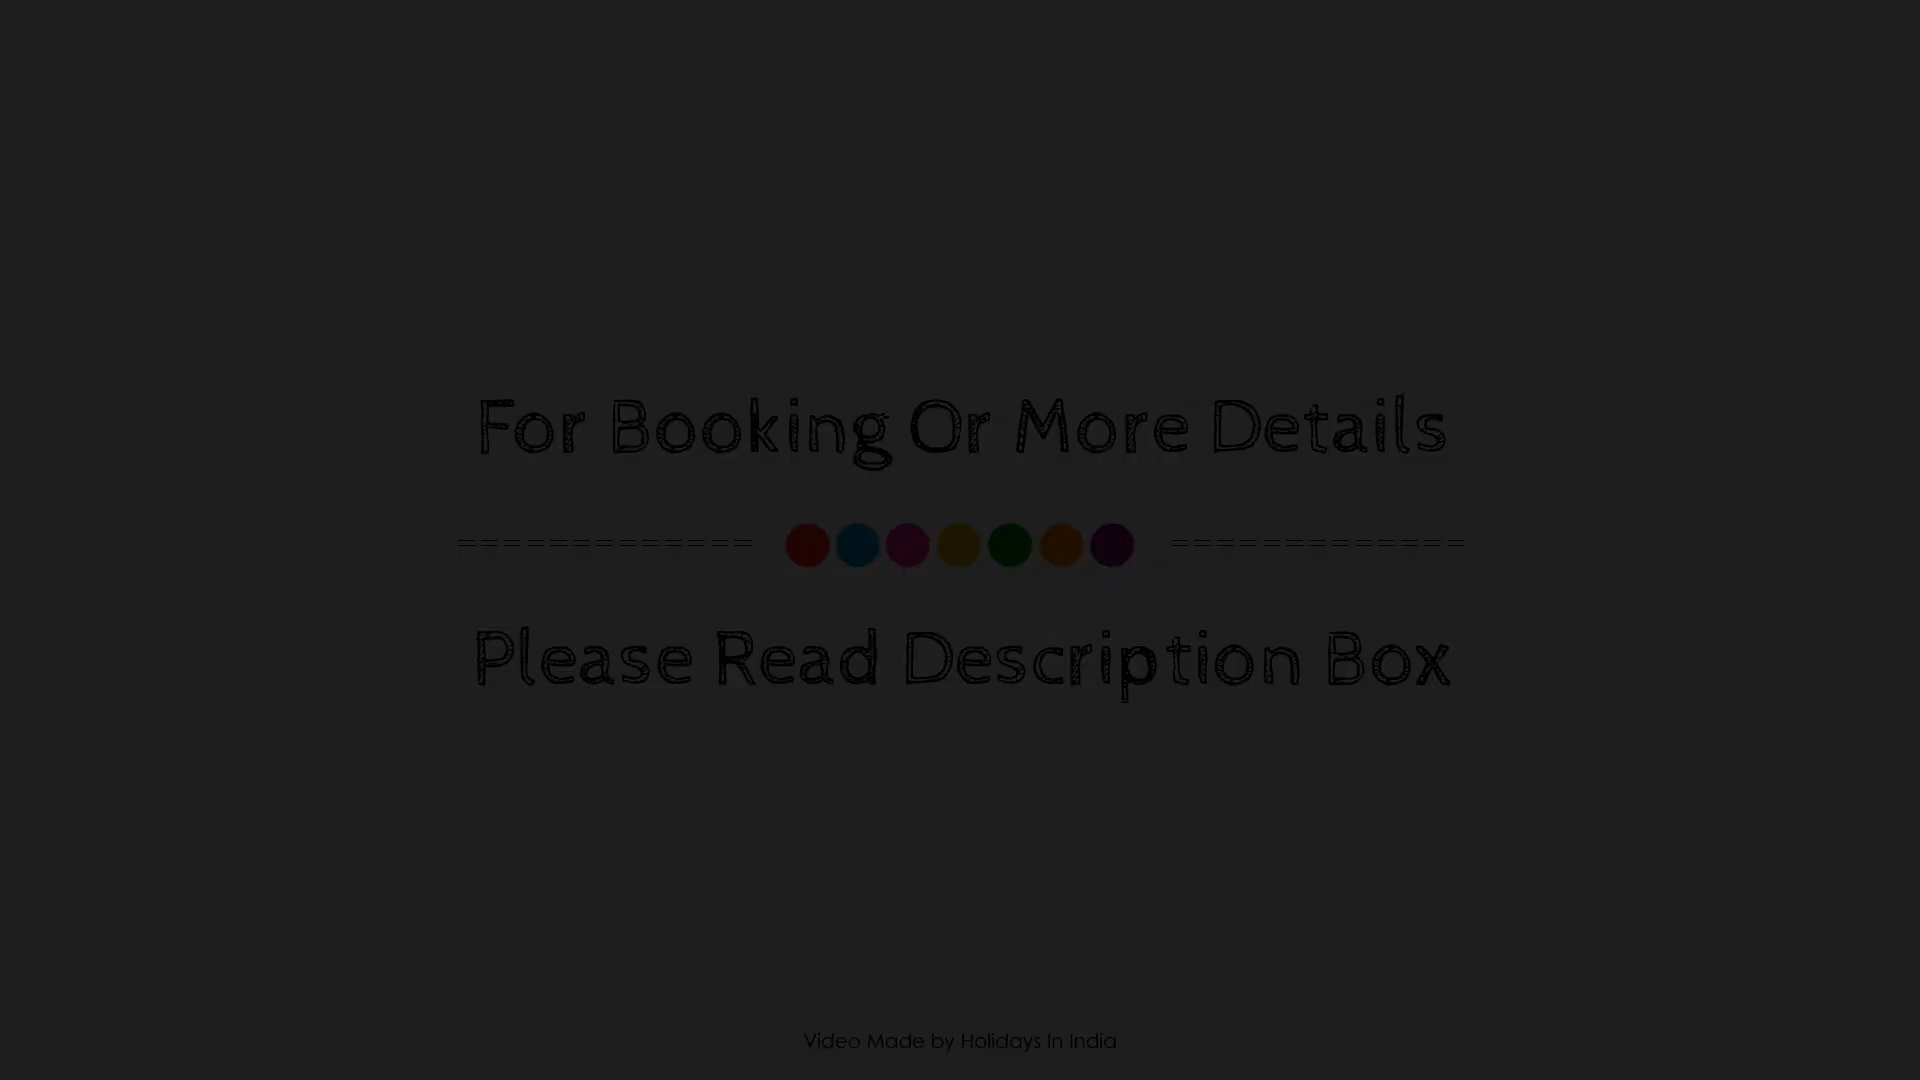 For Booking Or More Details
============= =============
Please Read Description Box
Video Made by Holidays In India